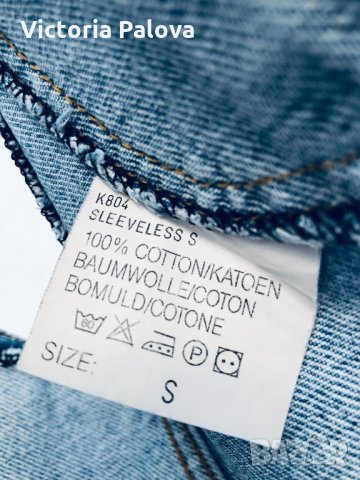 Victoria Palova
K804
SLEEVELESS S
100% COTTON/KATOEN
BAUMWOLLE/COTON
BOMULD/COTONE
SIZE:
S